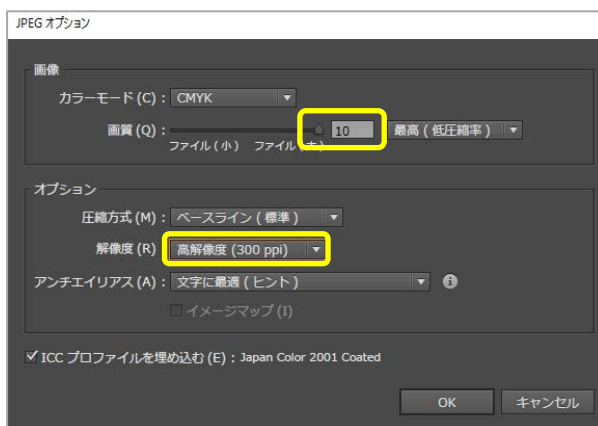 JPEG オプション
画像
カラーモード (C) : CMYK
画質 (Q) : 10 最高 ( 低圧縮率 )
ファイル ( 小 ) ファイル (
オプション
圧縮方式 (M) : ベースライン ( 標準 )
解像度 (R) 高解像度 (300 ppi)
アンチエイリアス (A) : 文字に最適 ( ヒント )
イメージマップ (I)
ICC プロファイルを埋め込む (E) : Japan Color 2001 Coated
OK キャンセル